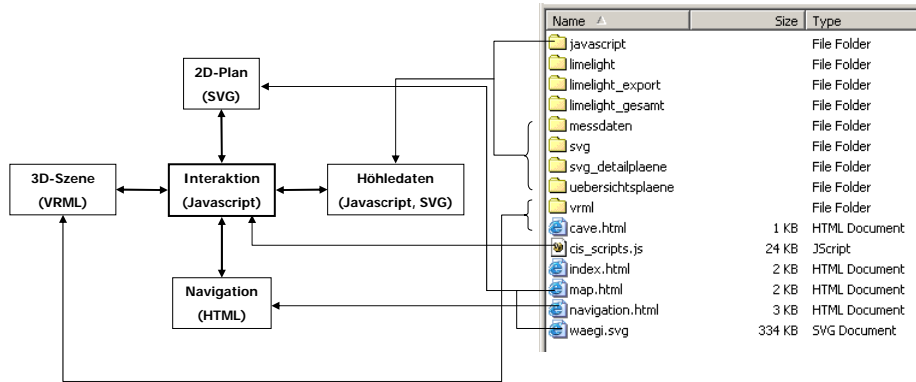 2D-Plan
(SVG)
3D-Szene
(VRML)
Interaktion
(Javascript)
Höhledaten
(Javascript, SVG)
Navigation
(HTML)
Name Size Type
javascript File Folder
limelight File Folder
limelight_export File Folder
limelight_gesamt File Folder
messdaten File Folder
svg File Folder
svg_detailplaene File Folder
uebersichtsplaene File Folder
vrml File Folder
cave.html 1 KB HTML Document
cis_scripts.js 24 KB JScript
index.html 2 KB HTML Document
map.html 2 KB HTML Document
navigation.html 3 KB HTML Document
waegi.svg 334 KB SVG Document